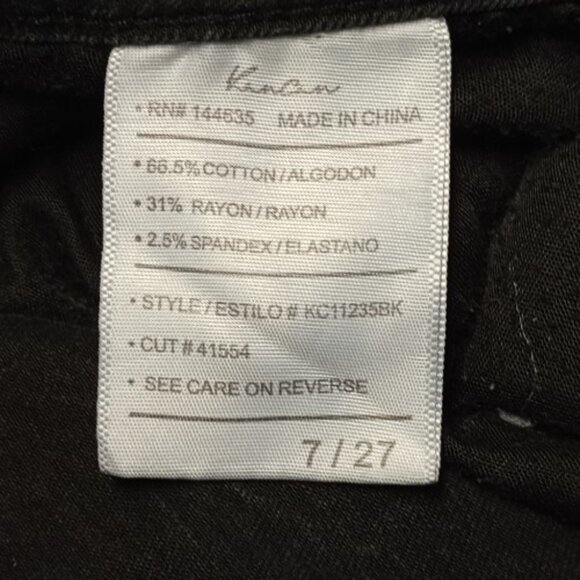 KanCan
• RN# 144635 MADE IN CHINA
• 66.5% COTTON/ALGODON
• 31% RAYON/RAYON
• 2.5% SPANDEX/ELASTANO
• STYLE/ESTILO # KC11235BK
• CUT # 41554
• SEE CARE ON REVERSE
7/27